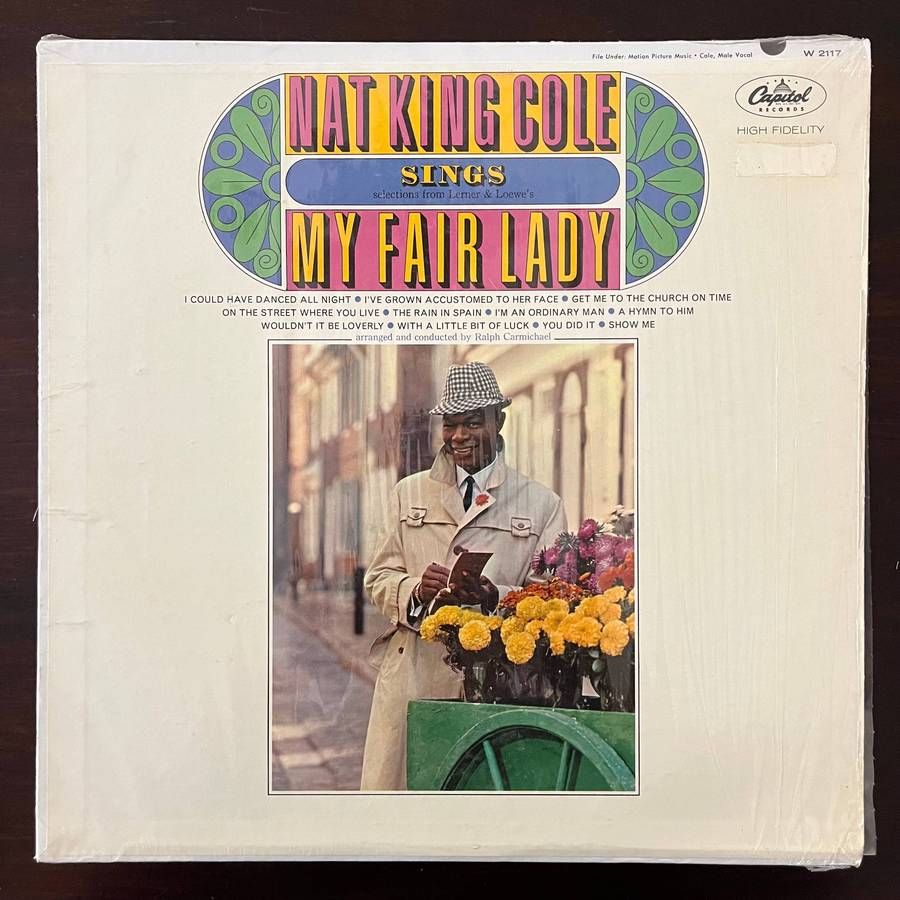 File Under: Motion Picture Music • Cole, Male Vocal
W 2117
Capitol
RECORDS
HIGH FIDELITY
NAT KING COLE
SINGS
selections from Lerner & Loewe's
MY FAIR LADY
I COULD HAVE DANCED ALL NIGHT • I'VE GROWN ACCUSTOMED TO HER FACE • GET ME TO THE CHURCH ON TIME
ON THE STREET WHERE YOU LIVE • THE RAIN IN SPAIN • I'M AN ORDINARY MAN • A HYMN TO HIM
WOULDN'T IT BE LOVERLY • WITH A LITTLE BIT OF LUCK • YOU DID IT • SHOW ME
arranged and conducted by Ralph Carmichael